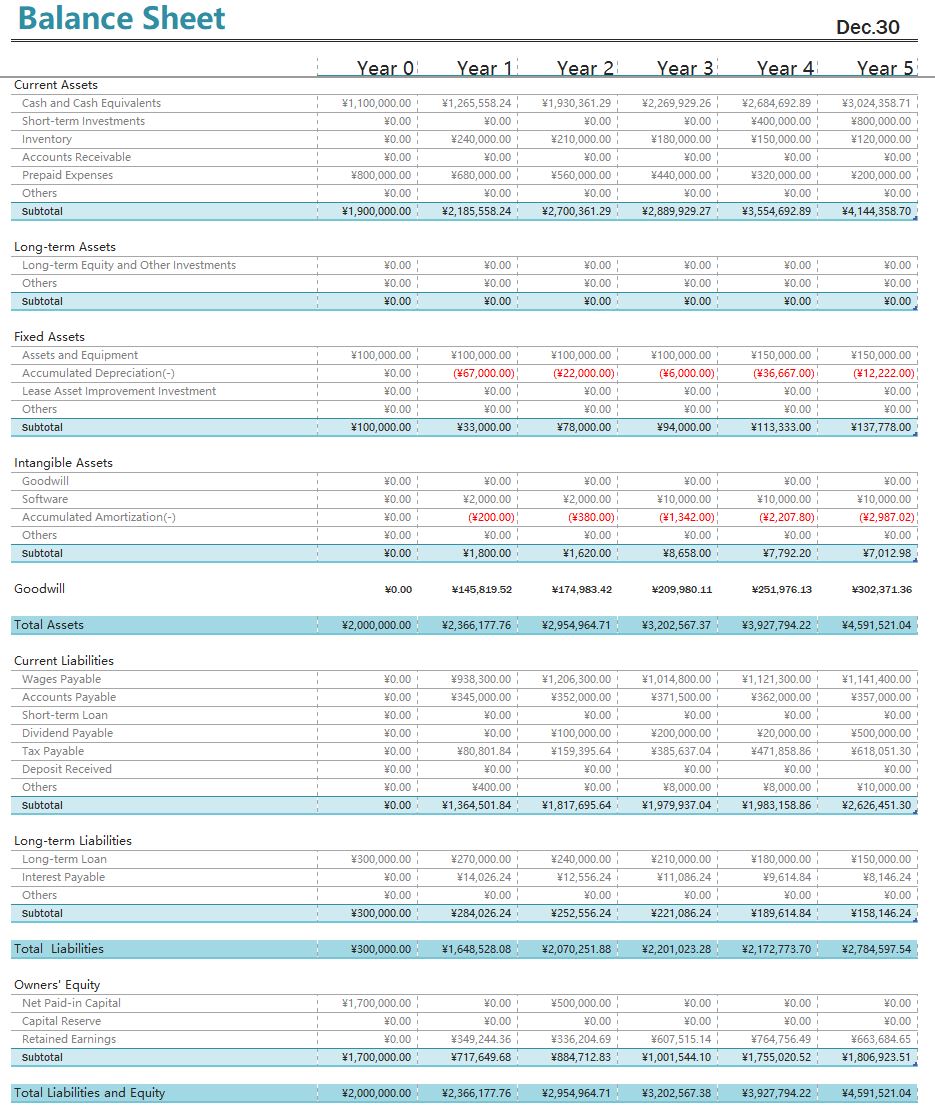 Balance Sheet
Dec.30
Year 0 Year 1 Year 2 Year 3 Year 4 Year 5
Current Assets
Cash and Cash Equivalents ¥1,100,000.00 ¥1,265,558.24 ¥1,930,361.29 ¥2,269,929.26 ¥2,684,692.89 ¥3,024,358.71
Short-term Investments ¥0.00 ¥0.00 ¥0.00 ¥0.00 ¥400,000.00 ¥800,000.00
Inventory ¥0.00 ¥240,000.00 ¥210,000.00 ¥180,000.00 ¥150,000.00 ¥120,000.00
Accounts Receivable ¥0.00 ¥0.00 ¥0.00 ¥0.00 ¥0.00 ¥0.00
Prepaid Expenses ¥800,000.00 ¥680,000.00 ¥560,000.00 ¥440,000.00 ¥320,000.00 ¥200,000.00
Others ¥0.00 ¥0.00 ¥0.00 ¥0.00 ¥0.00 ¥0.00
Subtotal ¥1,900,000.00 ¥2,185,558.24 ¥2,700,361.29 ¥2,889,929.27 ¥3,554,692.89 ¥4,144,358.70
Long-term Assets
Long-term Equity and Other Investments ¥0.00 ¥0.00 ¥0.00 ¥0.00 ¥0.00 ¥0.00
Others ¥0.00 ¥0.00 ¥0.00 ¥0.00 ¥0.00 ¥0.00
Subtotal ¥0.00 ¥0.00 ¥0.00 ¥0.00 ¥0.00 ¥0.00
Fixed Assets
Assets and Equipment ¥100,000.00 ¥100,000.00 ¥100,000.00 ¥100,000.00 ¥150,000.00 ¥150,000.00
Accumulated Depreciation(-) ¥0.00 (¥67,000.00) (¥22,000.00) (¥6,000.00) (¥36,667.00) (¥12,222.00)
Lease Asset Improvement Investment ¥0.00 ¥0.00 ¥0.00 ¥0.00 ¥0.00 ¥0.00
Others ¥0.00 ¥0.00 ¥0.00 ¥0.00 ¥0.00 ¥0.00
Subtotal ¥100,000.00 ¥33,000.00 ¥78,000.00 ¥94,000.00 ¥113,333.00 ¥137,778.00
Intangible Assets
Goodwill ¥0.00 ¥0.00 ¥0.00 ¥0.00 ¥0.00 ¥0.00
Software ¥0.00 ¥2,000.00 ¥2,000.00 ¥10,000.00 ¥10,000.00 ¥10,000.00
Accumulated Amortization(-) ¥0.00 (¥200.00) (¥380.00) (¥1,342.00) (¥2,207.80) (¥2,987.02)
Others ¥0.00 ¥0.00 ¥0.00 ¥0.00 ¥0.00 ¥0.00
Subtotal ¥0.00 ¥1,800.00 ¥1,620.00 ¥8,658.00 ¥7,792.20 ¥7,012.98
Goodwill ¥0.00 ¥145,819.52 ¥174,983.42 ¥209,980.11 ¥251,976.13 ¥302,371.36
Total Assets ¥2,000,000.00 ¥2,366,177.76 ¥2,954,964.71 ¥3,202,567.37 ¥3,927,794.22 ¥4,591,521.04
Current Liabilities
Wages Payable ¥0.00 ¥938,300.00 ¥1,206,300.00 ¥1,014,800.00 ¥1,121,300.00 ¥1,141,400.00
Accounts Payable ¥0.00 ¥345,000.00 ¥352,000.00 ¥371,500.00 ¥362,000.00 ¥357,000.00
Short-term Loan ¥0.00 ¥0.00 ¥0.00 ¥0.00 ¥0.00 ¥0.00
Dividend Payable ¥0.00 ¥0.00 ¥100,000.00 ¥200,000.00 ¥20,000.00 ¥500,000.00
Tax Payable ¥0.00 ¥80,801.84 ¥159,395.64 ¥385,637.04 ¥471,858.86 ¥618,051.30
Deposit Received ¥0.00 ¥0.00 ¥0.00 ¥0.00 ¥0.00 ¥0.00
Others ¥0.00 ¥400.00 ¥0.00 ¥8,000.00 ¥8,000.00 ¥10,000.00
Subtotal ¥0.00 ¥1,364,501.84 ¥1,817,695.64 ¥1,979,937.04 ¥1,983,158.86 ¥2,626,451.30
Long-term Liabilities
Long-term Loan ¥300,000.00 ¥270,000.00 ¥240,000.00 ¥210,000.00 ¥180,000.00 ¥150,000.00
Interest Payable ¥0.00 ¥14,026.24 ¥12,556.24 ¥11,086.24 ¥9,614.84 ¥8,146.24
Others ¥0.00 ¥0.00 ¥0.00 ¥0.00 ¥0.00 ¥0.00
Subtotal ¥300,000.00 ¥284,026.24 ¥252,556.24 ¥221,086.24 ¥189,614.84 ¥158,146.24
Total Liabilities ¥300,000.00 ¥1,648,528.08 ¥2,070,251.88 ¥2,201,023.28 ¥2,172,773.70 ¥2,784,597.54
Owners' Equity
Net Paid-in Capital ¥1,700,000.00 ¥0.00 ¥500,000.00 ¥0.00 ¥0.00 ¥0.00
Capital Reserve ¥0.00 ¥0.00 ¥0.00 ¥0.00 ¥0.00 ¥0.00
Retained Earnings ¥0.00 ¥349,244.36 ¥336,204.69 ¥607,515.14 ¥764,756.49 ¥663,684.65
Subtotal ¥1,700,000.00 ¥717,649.68 ¥884,712.83 ¥1,001,544.10 ¥1,755,020.52 ¥1,806,923.51
Total Liabilities and Equity ¥2,000,000.00 ¥2,366,177.76 ¥2,954,964.71 ¥3,202,567.38 ¥3,927,794.22 ¥4,591,521.04